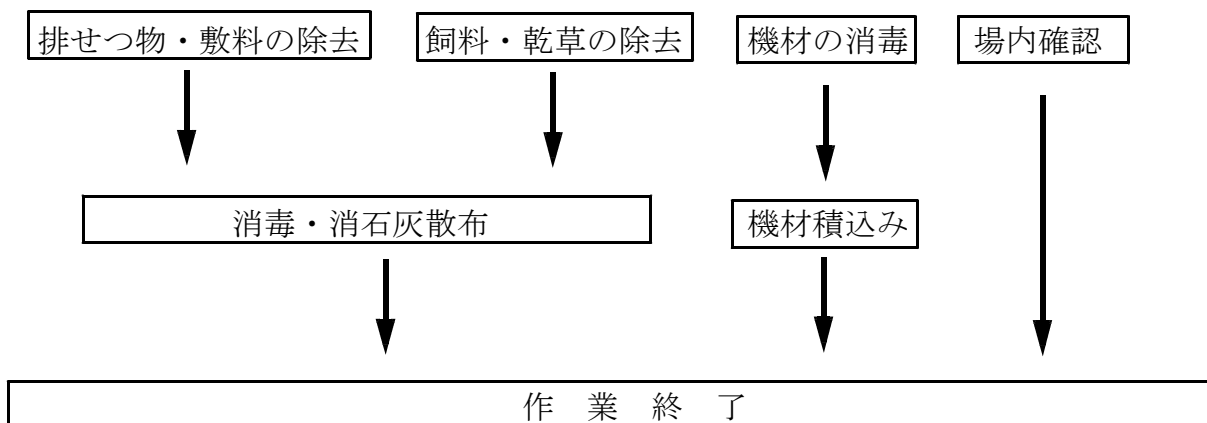 排せつ物・敷料の除去
飼料・乾草の除去
機材の消毒
場内確認
消毒・消石灰散布
機材積込み
作 業 終 了